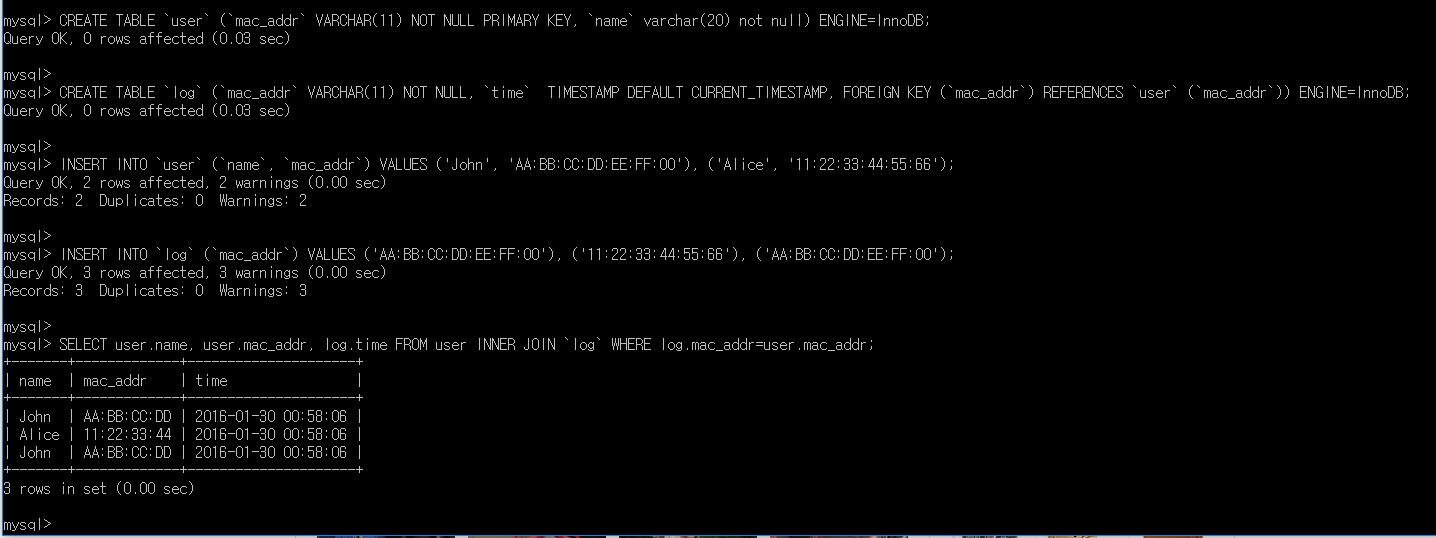 mysql> CREATE TABLE `user` (`mac_addr` VARCHAR(11) NOT NULL PRIMARY KEY, `name` varchar(20) not null) ENGINE=InnoDB;
Query OK, 0 rows affected (0.03 sec)
mysql>
mysql> CREATE TABLE `log` (`mac_addr` VARCHAR(11) NOT NULL, `time`  TIMESTAMP DEFAULT CURRENT_TIMESTAMP, FOREIGN KEY (`mac_addr`) REFERENCES `user` (`mac_addr`)) ENGINE=InnoDB;
Query OK, 0 rows affected (0.03 sec)
mysql>
mysql> INSERT INTO `user` (`name`, `mac_addr`) VALUES ('John', 'AA:BB:CC:DD:EE:FF:00'), ('Alice', '11:22:33:44:55:66');
Query OK, 2 rows affected, 2 warnings (0.00 sec)
Records: 2  Duplicates: 0  Warnings: 2
mysql>
mysql> INSERT INTO `log` (`mac_addr`) VALUES ('AA:BB:CC:DD:EE:FF:00'), ('11:22:33:44:55:66'), ('AA:BB:CC:DD:EE:FF:00');
Query OK, 3 rows affected, 3 warnings (0.00 sec)
Records: 3  Duplicates: 0  Warnings: 3
mysql>
mysql> SELECT user.name, user.mac_addr, log.time FROM user INNER JOIN `log` WHERE log.mac_addr=user.mac_addr;
+-------+-------------+---------------------+
| name  | mac_addr    | time                |
+-------+-------------+---------------------+
| John  | AA:BB:CC:DD | 2016-01-30 00:58:06 |
| Alice | 11:22:33:44 | 2016-01-30 00:58:06 |
| John  | AA:BB:CC:DD | 2016-01-30 00:58:06 |
+-------+-------------+---------------------+
3 rows in set (0.00 sec)
mysql>